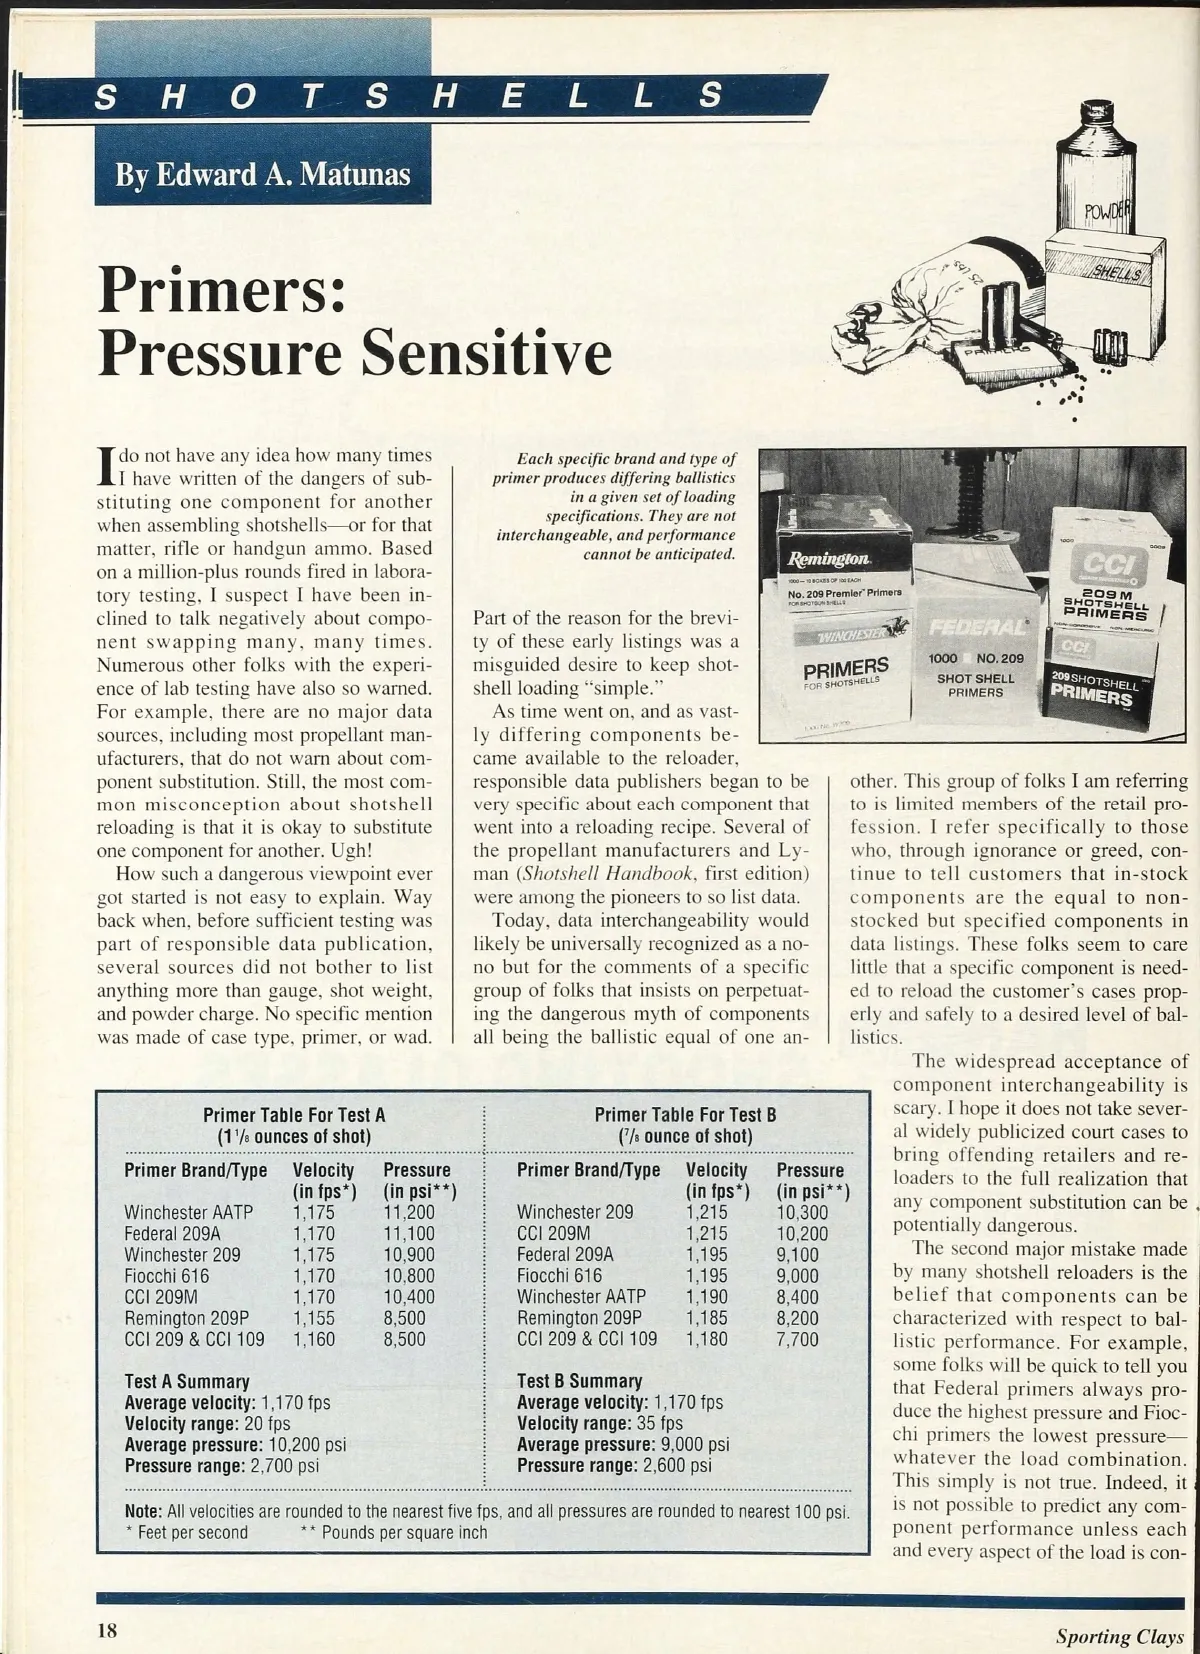 SHOTSHELLS
By Edward A. Matunas
POWDER
SHELLS
25 LBS.
PRIMERS
Primers:
Pressure Sensitive
I do not have any idea how many times
I have written of the dangers of sub-
stituting one component for another
when assembling shotshells—or for that
matter, rifle or handgun ammo. Based
on a million-plus rounds fired in labora-
tory testing, I suspect I have been in-
clined to talk negatively about compo-
nent swapping many, many times.
Numerous other folks with the experi-
ence of lab testing have also so warned.
For example, there are no major data
sources, including most propellant man-
ufacturers, that do not warn about com-
ponent substitution. Still, the most com-
mon misconception about shotshell
reloading is that it is okay to substitute
one component for another. Ugh!
How such a dangerous viewpoint ever
got started is not easy to explain. Way
back when, before sufficient testing was
part of responsible data publication,
several sources did not bother to list
anything more than gauge, shot weight,
and powder charge. No specific mention
was made of case type, primer, or wad.
Each specific brand and type of
primer produces differing ballistics
in a given set of loading
specifications. They are not
interchangeable, and performance
cannot be anticipated.
Remington
1000—10 BOXES OF 100 EACH
No. 209 Premier Primers
FOR SHOTGUN SHELLS
WINCHESTER
PRIMERS
FOR SHOTSHELLS
FEDERAL
1000 NO. 209
SHOT SHELL
PRIMERS
CCI
209 M
SHOTSHELL
PRIMERS
NON-CORROSIVE NON-MERCURIC
CCI
209 SHOTSHELL
PRIMERS
Part of the reason for the brevi-
ty of these early listings was a
misguided desire to keep shot-
shell loading “simple.”
As time went on, and as vast-
ly differing components be-
came available to the reloader,
responsible data publishers began to be
very specific about each component that
went into a reloading recipe. Several of
the propellant manufacturers and Ly-
man (Shotshell Handbook, first edition)
were among the pioneers to so list data.
Today, data interchangeability would
likely be universally recognized as a no-
no but for the comments of a specific
group of folks that insists on perpetuat-
ing the dangerous myth of components
all being the ballistic equal of one an-
other. This group of folks I am referring
to is limited members of the retail pro-
fession. I refer specifically to those
who, through ignorance or greed, con-
tinue to tell customers that in-stock
components are the equal to non-
stocked but specified components in
data listings. These folks seem to care
little that a specific component is need-
ed to reload the customer’s cases prop-
erly and safely to a desired level of bal-
listics.
The widespread acceptance of
component interchangeability is
scary. I hope it does not take sever-
al widely publicized court cases to
bring offending retailers and re-
loaders to the full realization that
any component substitution can be
potentially dangerous.
The second major mistake made
by many shotshell reloaders is the
belief that components can be
characterized with respect to bal-
listic performance. For example,
some folks will be quick to tell you
that Federal primers always pro-
duce the highest pressure and Fioc-
chi primers the lowest pressure—
whatever the load combination.
This simply is not true. Indeed, it
is not possible to predict any com-
ponent performance unless each
and every aspect of the load is con-
Primer Table For Test A
(1 1/8 ounces of shot)
Primer Brand/Type Velocity Pressure
(in fps*) (in psi**)
Winchester AATP 1,175 11,200
Federal 209A 1,170 11,100
Winchester 209 1,175 10,900
Fiocchi 616 1,170 10,800
CCI 209M 1,170 10,400
Remington 209P 1,155 8,500
CCI 209 & CCI 109 1,160 8,500
Test A Summary
Average velocity: 1,170 fps
Velocity range: 20 fps
Average pressure: 10,200 psi
Pressure range: 2,700 psi
Primer Table For Test B
(7/8 ounce of shot)
Primer Brand/Type Velocity Pressure
(in fps*) (in psi**)
Winchester 209 1,215 10,300
CCI 209M 1,215 10,200
Federal 209A 1,195 9,100
Fiocchi 616 1,195 9,000
Winchester AATP 1,190 8,400
Remington 209P 1,185 8,200
CCI 209 & CCI 109 1,180 7,700
Test B Summary
Average velocity: 1,170 fps
Velocity range: 35 fps
Average pressure: 9,000 psi
Pressure range: 2,600 psi
Note: All velocities are rounded to the nearest five fps, and all pressures are rounded to nearest 100 psi.
* Feet per second ** Pounds per square inch
18
Sporting Clays